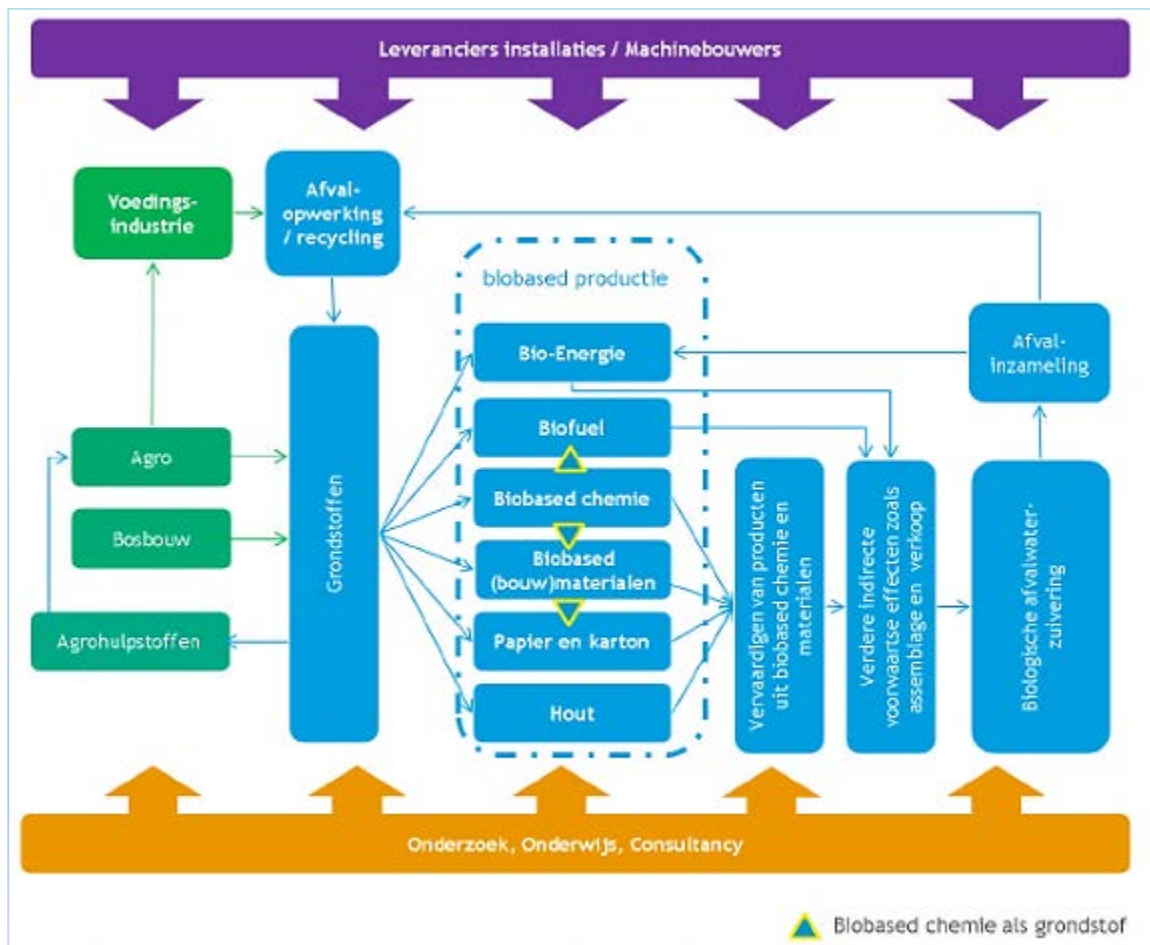 Leveranciers installaties / Machinebouwers
Voedings-
industrie
Afval-
opwerking
/ recycling
biobased productie
Bio-Energie
Afval-
inzameling
Biofuel
Agro
Biobased chemie
Bosbouw
Biobased
(bouw)materialen
Agrohulpstoffen
Papier en karton
Hout
Grondstoffen
Vervaardigen van producten
uit biobased chemie en
materialen
Verdere indirecte
voorwaartse effecten zoals
assemblage en verkoop
Biologische afvalwater-
zuivering
Onderzoek, Onderwijs, Consultancy
Biobased chemie als grondstof